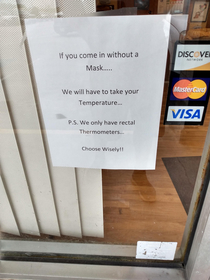 If you come in without a
Mask.....
We will have to take your
Temperature...
P.S. We only have rectal
Thermometers..
Choose Wisely!!
DISCOVER
NETWORK
MasterCard
VISA